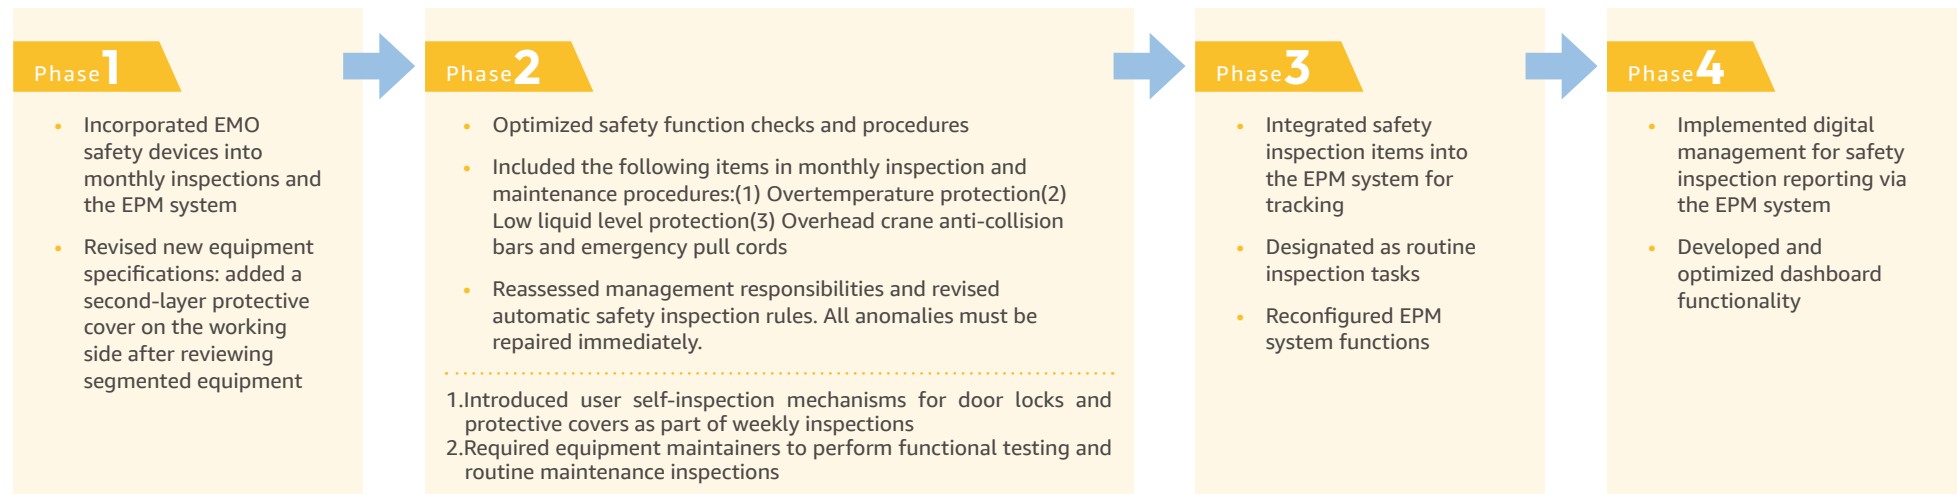 Phase 1
• Incorporated EMO
safety devices into
monthly inspections and
the EPM system
• Revised new equipment
specifications: added a
second-layer protective
cover on the working
side after reviewing
segmented equipment
Phase 2
• Optimized safety function checks and procedures
• Included the following items in monthly inspection and
maintenance procedures:(1) Overtemperature protection(2)
Low liquid level protection(3) Overhead crane anti-collision
bars and emergency pull cords
• Reassessed management responsibilities and revised
automatic safety inspection rules. All anomalies must be
repaired immediately.
1.Introduced user self-inspection mechanisms for door locks and
protective covers as part of weekly inspections
2.Required equipment maintainers to perform functional testing and
routine maintenance inspections
Phase 3
• Integrated safety
inspection items into
the EPM system for
tracking
• Designated as routine
inspection tasks
• Reconfigured EPM
system functions
Phase 4
• Implemented digital
management for safety
inspection reporting via
the EPM system
• Developed and
optimized dashboard
functionality